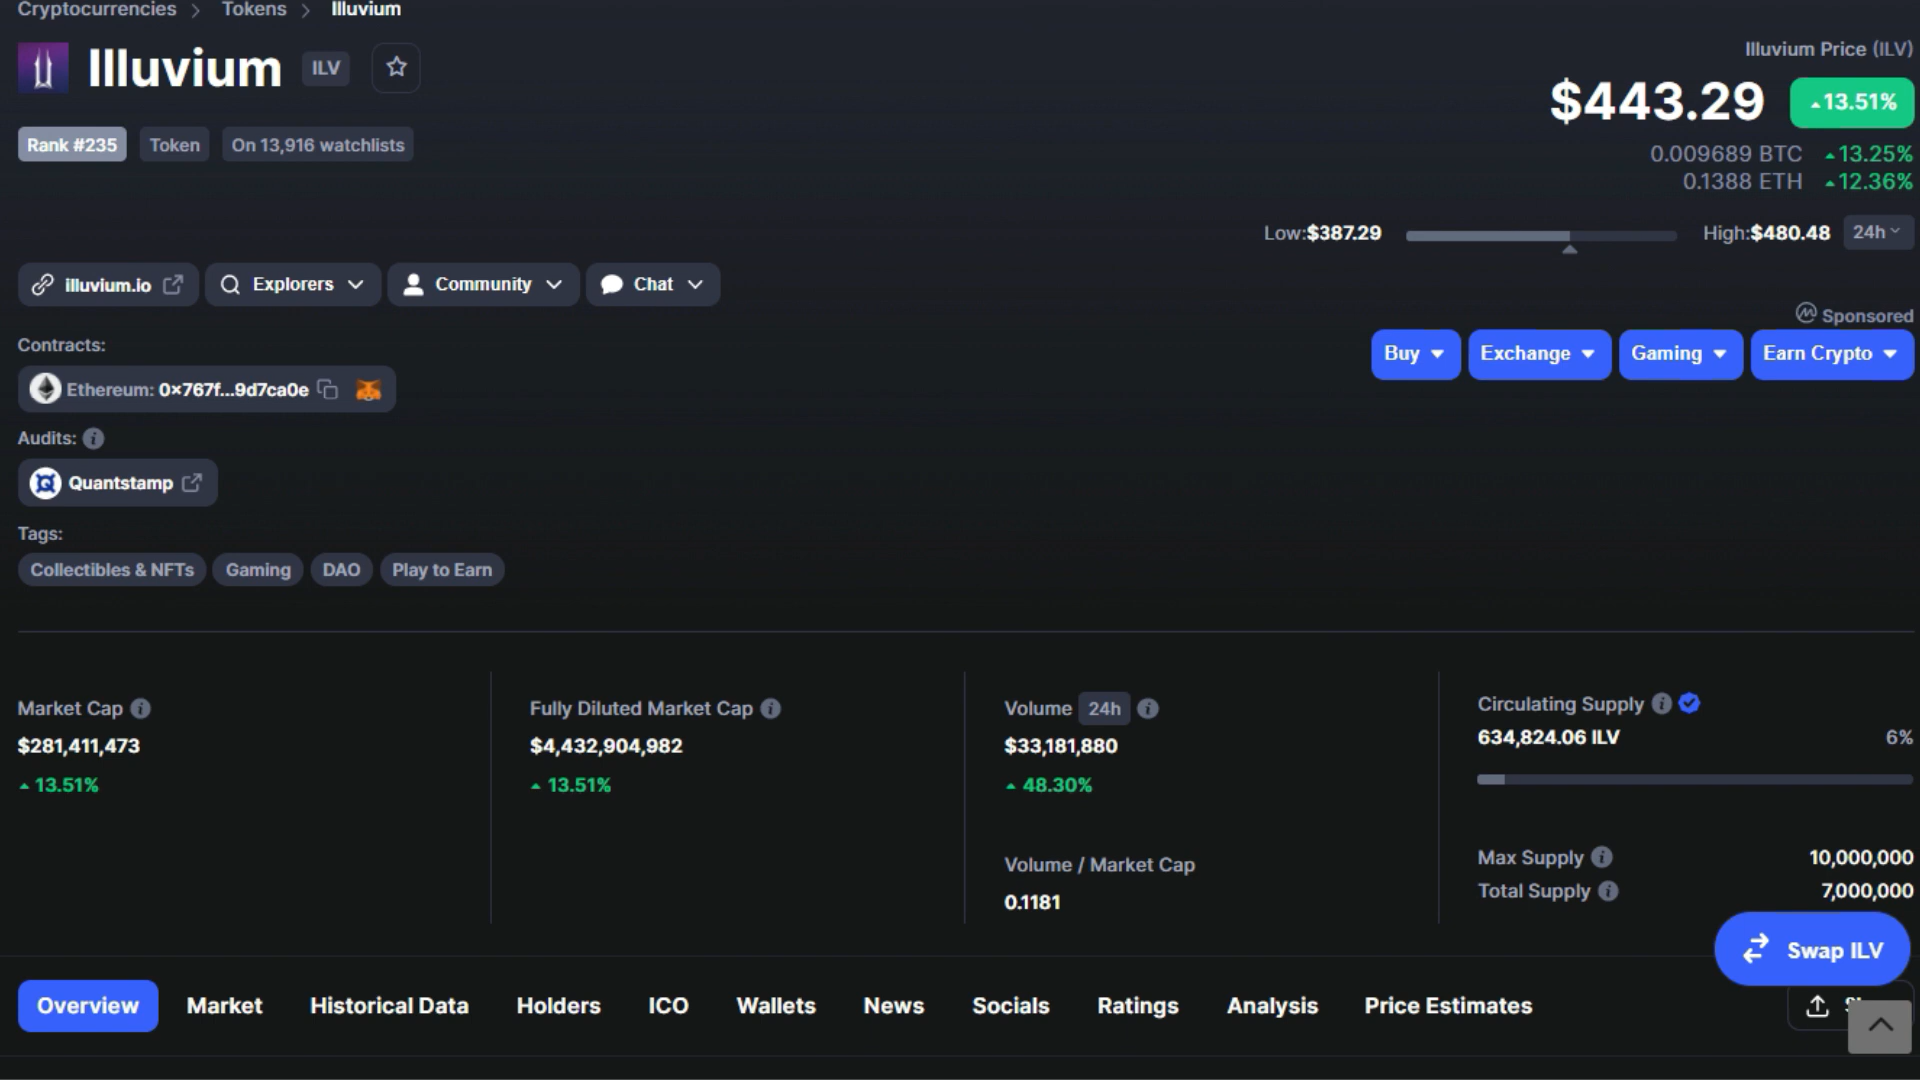 Cryptocurrencies > Tokens > Illuvium
Illuvium ILV
Rank #235 Token On 13,916 watchlists
Illuvium Price (ILV)
$443.29 13.51%
0.009689 BTC 13.25%
0.1388 ETH 12.36%
Low:$387.29 High:$480.48 24h
illuvium.io Explorers Community Chat
Sponsored
Buy Exchange Gaming Earn Crypto
Contracts:
Ethereum: 0x767f...9d7ca0e
Audits:
Quantstamp
Tags:
Collectibles & NFTs Gaming DAO Play to Earn
Market Cap
$281,411,473
13.51%
Fully Diluted Market Cap
$4,432,904,982
13.51%
Volume 24h
$33,181,880
48.30%
Volume / Market Cap
0.1181
Circulating Supply
634,824.06 ILV 6%
Max Supply 10,000,000
Total Supply 7,000,000
Swap ILV
Overview Market Historical Data Holders ICO Wallets News Socials Ratings Analysis Price Estimates